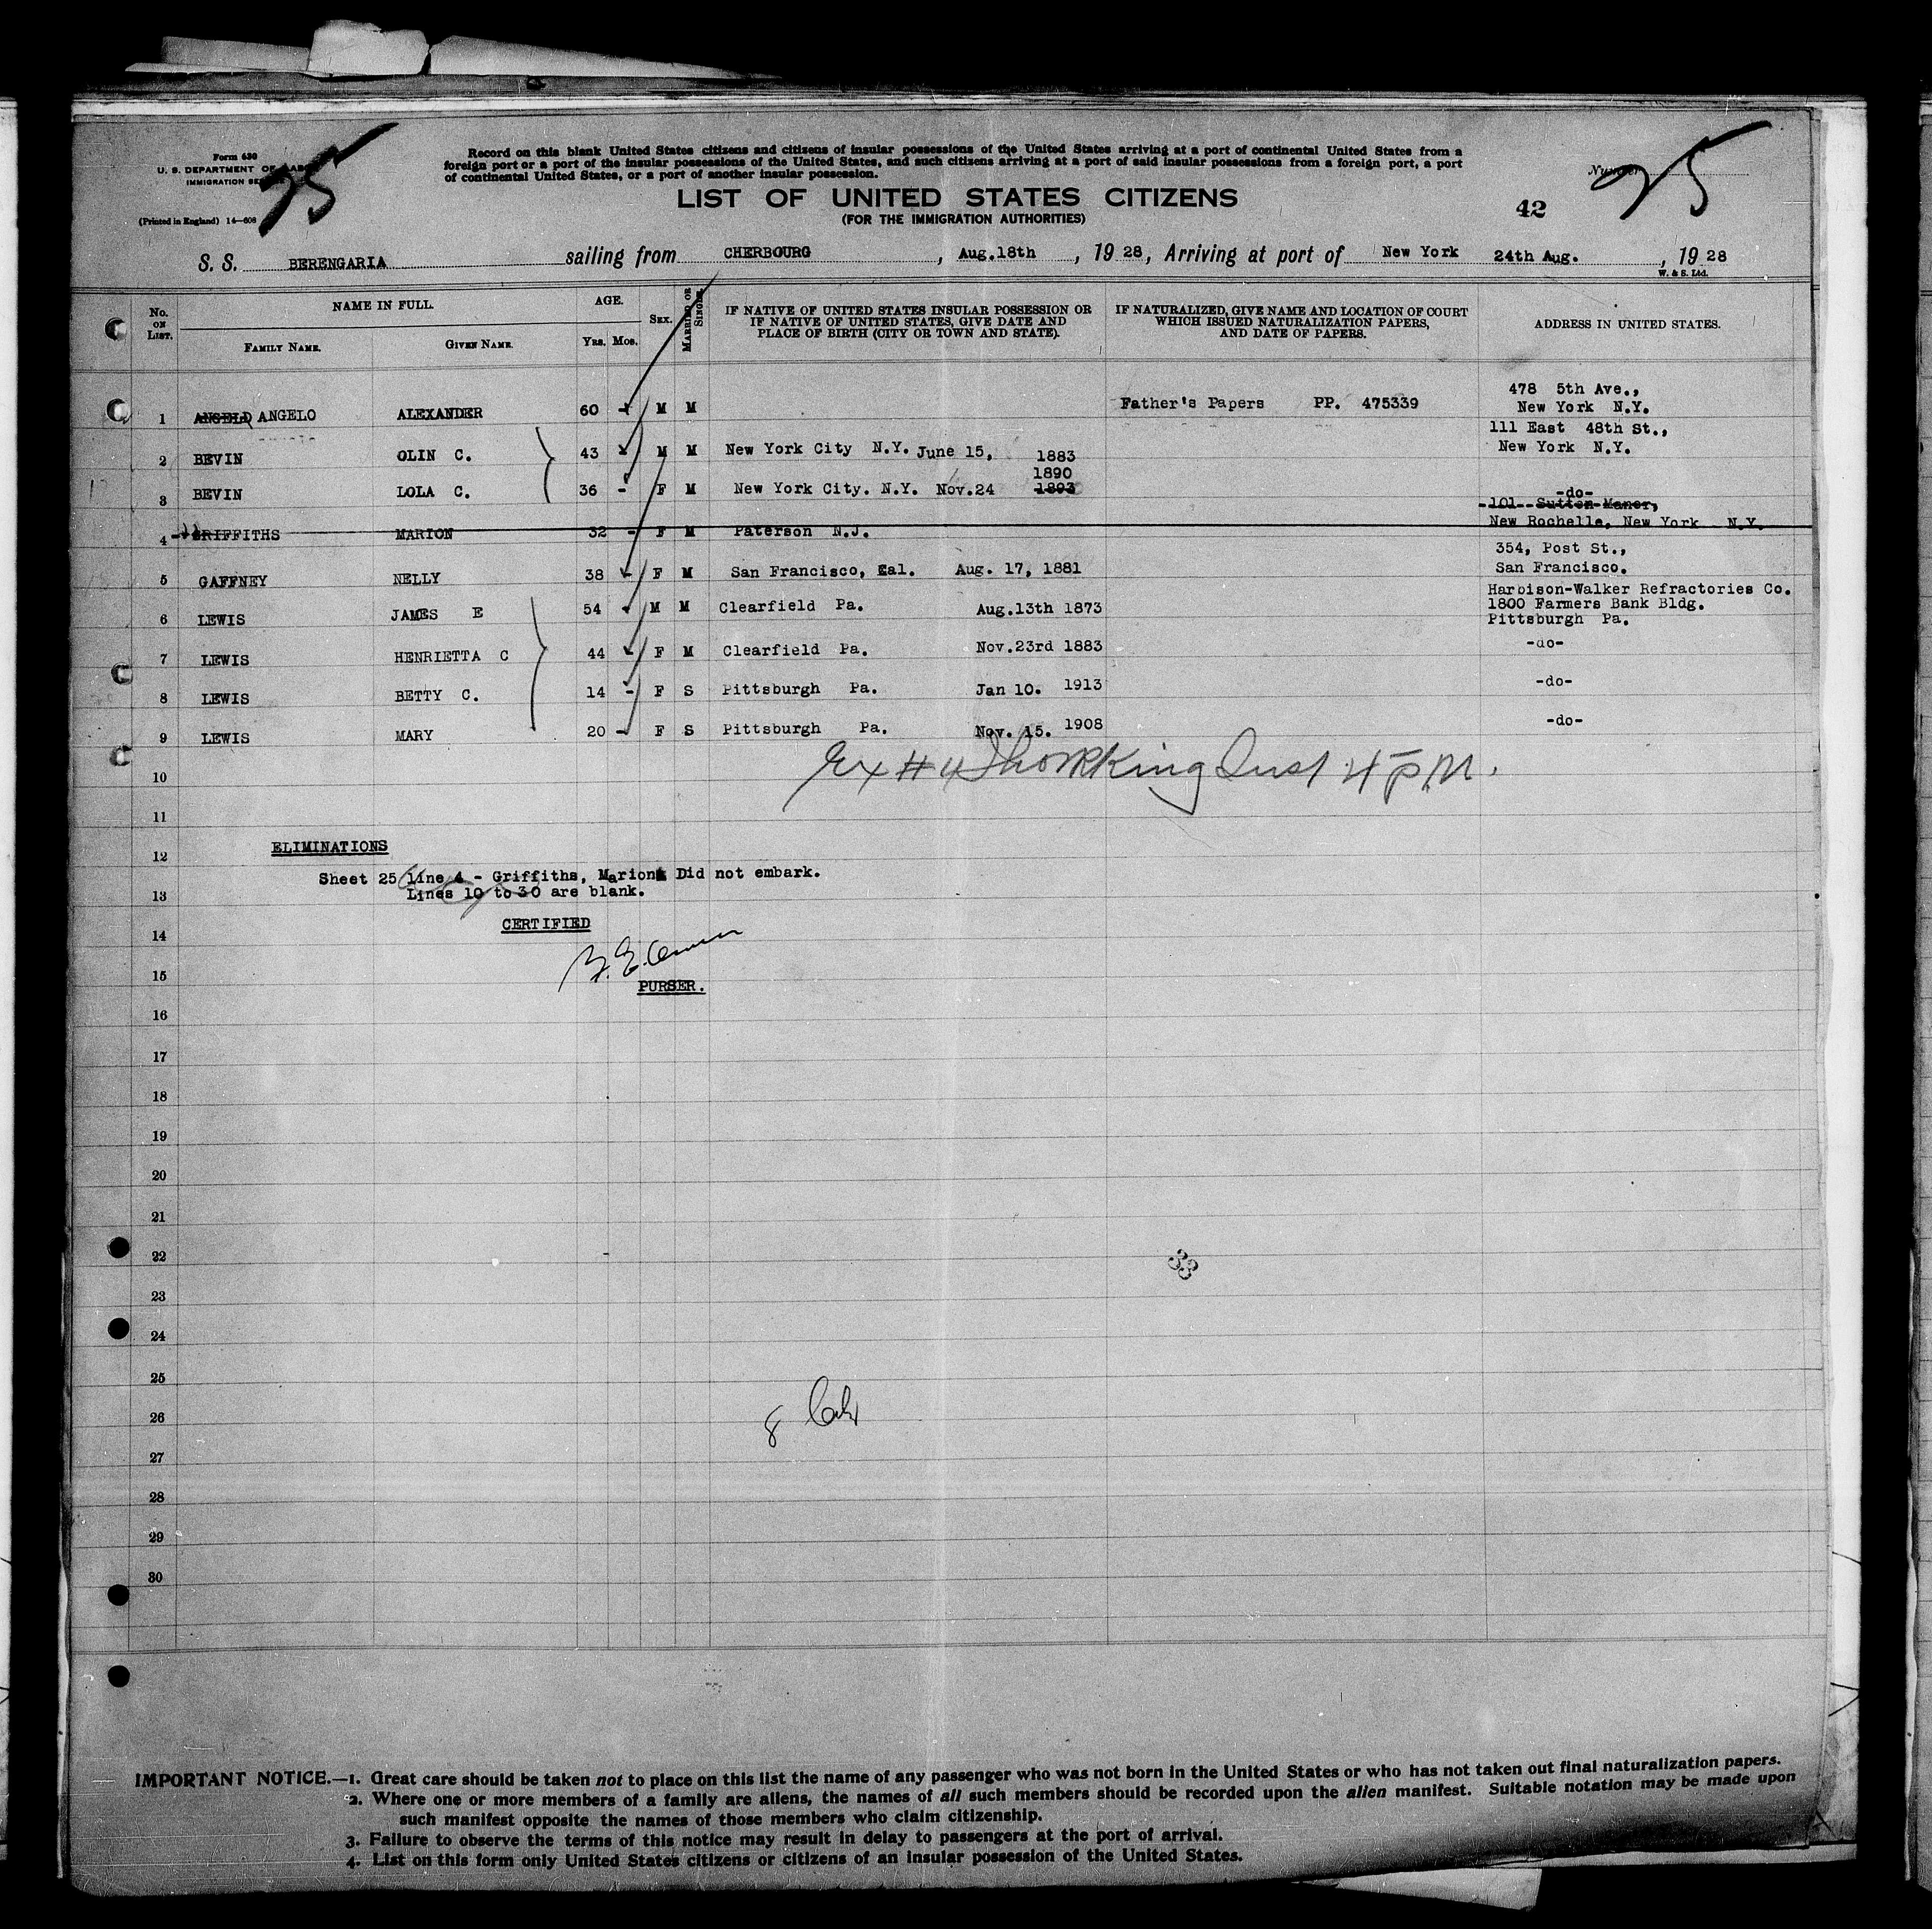 Form 630
U. S. DEPARTMENT OF LABOR
IMMIGRATION SERVICE
(Printed in England) 14—608
25
Record on this blank United States citizens and citizens of insular possessions of the United States arriving at a port of continental United States from a
foreign port or a port of the insular possessions of the United States, and such citizens arriving at a port of said insular possessions from a foreign port, a port
of continental United States, or a port of another insular possession.
LIST OF UNITED STATES CITIZENS
(FOR THE IMMIGRATION AUTHORITIES)
42
Number
25
S. S. BERENGARIA sailing from CHERBOURG, Aug.18th, 19 28, Arriving at port of New York 24th Aug., 19 28
W. & S. Ltd.
No. on List.
NAME IN FULL.
Family Name.
Given Name.
AGE.
Yrs. Mos.
Sex.
Married or Single.
IF NATIVE OF UNITED STATES INSULAR POSSESSION OR
IF NATIVE OF UNITED STATES, GIVE DATE AND
PLACE OF BIRTH (CITY OR TOWN AND STATE).
IF NATURALIZED, GIVE NAME AND LOCATION OF COURT
WHICH ISSUED NATURALIZATION PAPERS,
AND DATE OF PAPERS.
ADDRESS IN UNITED STATES.
1 ANGELO ALEXANDER 60 M M Father's Papers PP. 475339 478 5th Ave.,
New York N.Y.
2 BEVIN OLIN C. 43 M M New York City N.Y. June 15, 1883 111 East 48th St.,
New York N.Y.
3 BEVIN LOLA C. 36 - F M New York City. N.Y. Nov.24 1890 1893 -do-
4 GRIFFITHS MARION 32 - F M Paterson N.J. 101 Sutton Manor,
New Rochelle, New York N.Y.
5 GAFFNEY NELLY 38 - F M San Francisco, Cal. Aug. 17, 1881 354, Post St.,
San Francisco.
6 LEWIS JAMES E 54 M M Clearfield Pa. Aug.13th 1873 Harbison-Walker Refractories Co.
1800 Farmers Bank Bldg.
Pittsburgh Pa.
7 LEWIS HENRIETTA C 44 F M Clearfield Pa. Nov.23rd 1883 -do-
8 LEWIS BETTY C. 14 - F S Pittsburgh Pa. Jan 10. 1913 -do-
9 LEWIS MARY 20 - F S Pittsburgh Pa. Nov. 15. 1908 -do-
Ex # 4 King 4 P.M.
10
11
12
ELIMINATIONS
Sheet 25 line 4 - Griffiths, Marion Did not embark.
Lines 10 to 30 are blank.
13
CERTIFIED
14
15
PURSER.
16
17
18
19
20
21
22
33
23
24
25
26
8
27
28
29
30
IMPORTANT NOTICE.—1. Great care should be taken not to place on this list the name of any passenger who was not born in the United States or who has not taken out final naturalization papers.
2. Where one or more members of a family are aliens, the names of all such members should be recorded upon the alien manifest. Suitable notation may be made upon
such manifest opposite the names of those members who claim citizenship.
3. Failure to observe the terms of this notice may result in delay to passengers at the port of arrival.
4. List on this form only United States citizens or citizens of an insular possession of the United States.